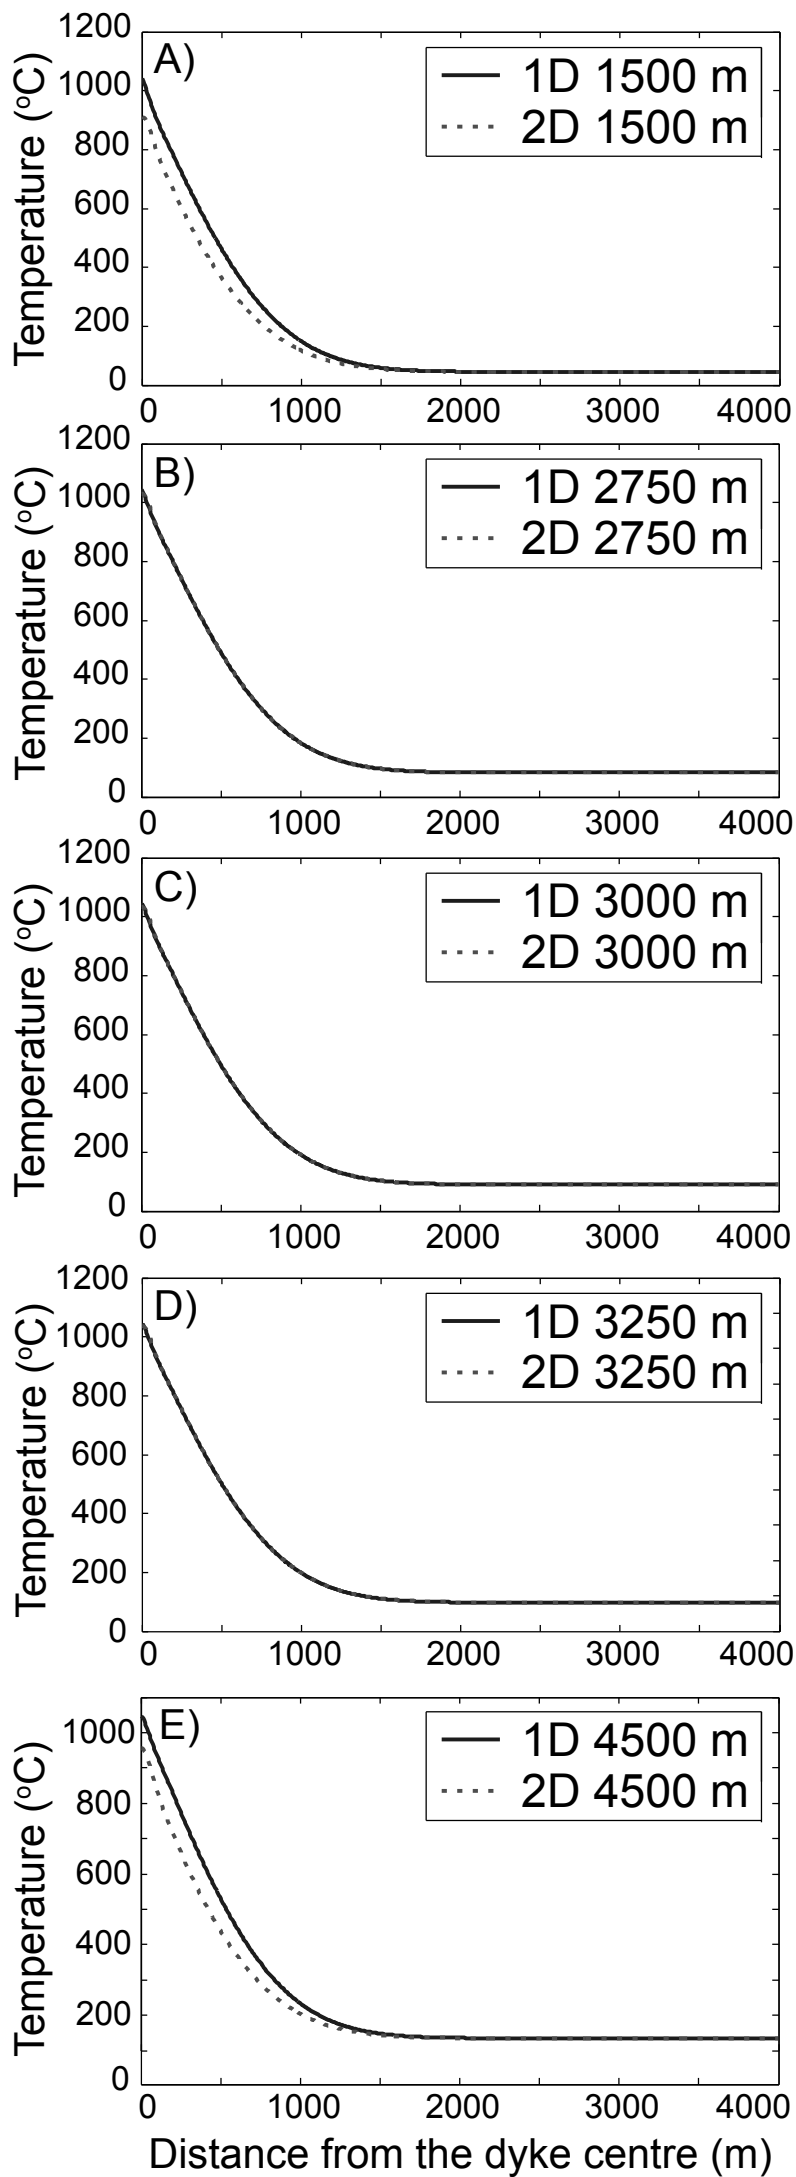 A)
1D 1500 m
2D 1500 m
Temperature (°C)
1200
1000
800
600
400
200
0
0 1000 2000 3000 4000
B)
1D 2750 m
2D 2750 m
Temperature (°C)
1200
1000
800
600
400
200
0
0 1000 2000 3000 4000
C)
1D 3000 m
2D 3000 m
Temperature (°C)
1200
1000
800
600
400
200
0
0 1000 2000 3000 4000
D)
1D 3250 m
2D 3250 m
Temperature (°C)
1200
1000
800
600
400
200
0
0 1000 2000 3000 4000
E)
1D 4500 m
2D 4500 m
Temperature (°C)
1000
800
600
400
200
0
0 1000 2000 3000 4000
Distance from the dyke centre (m)